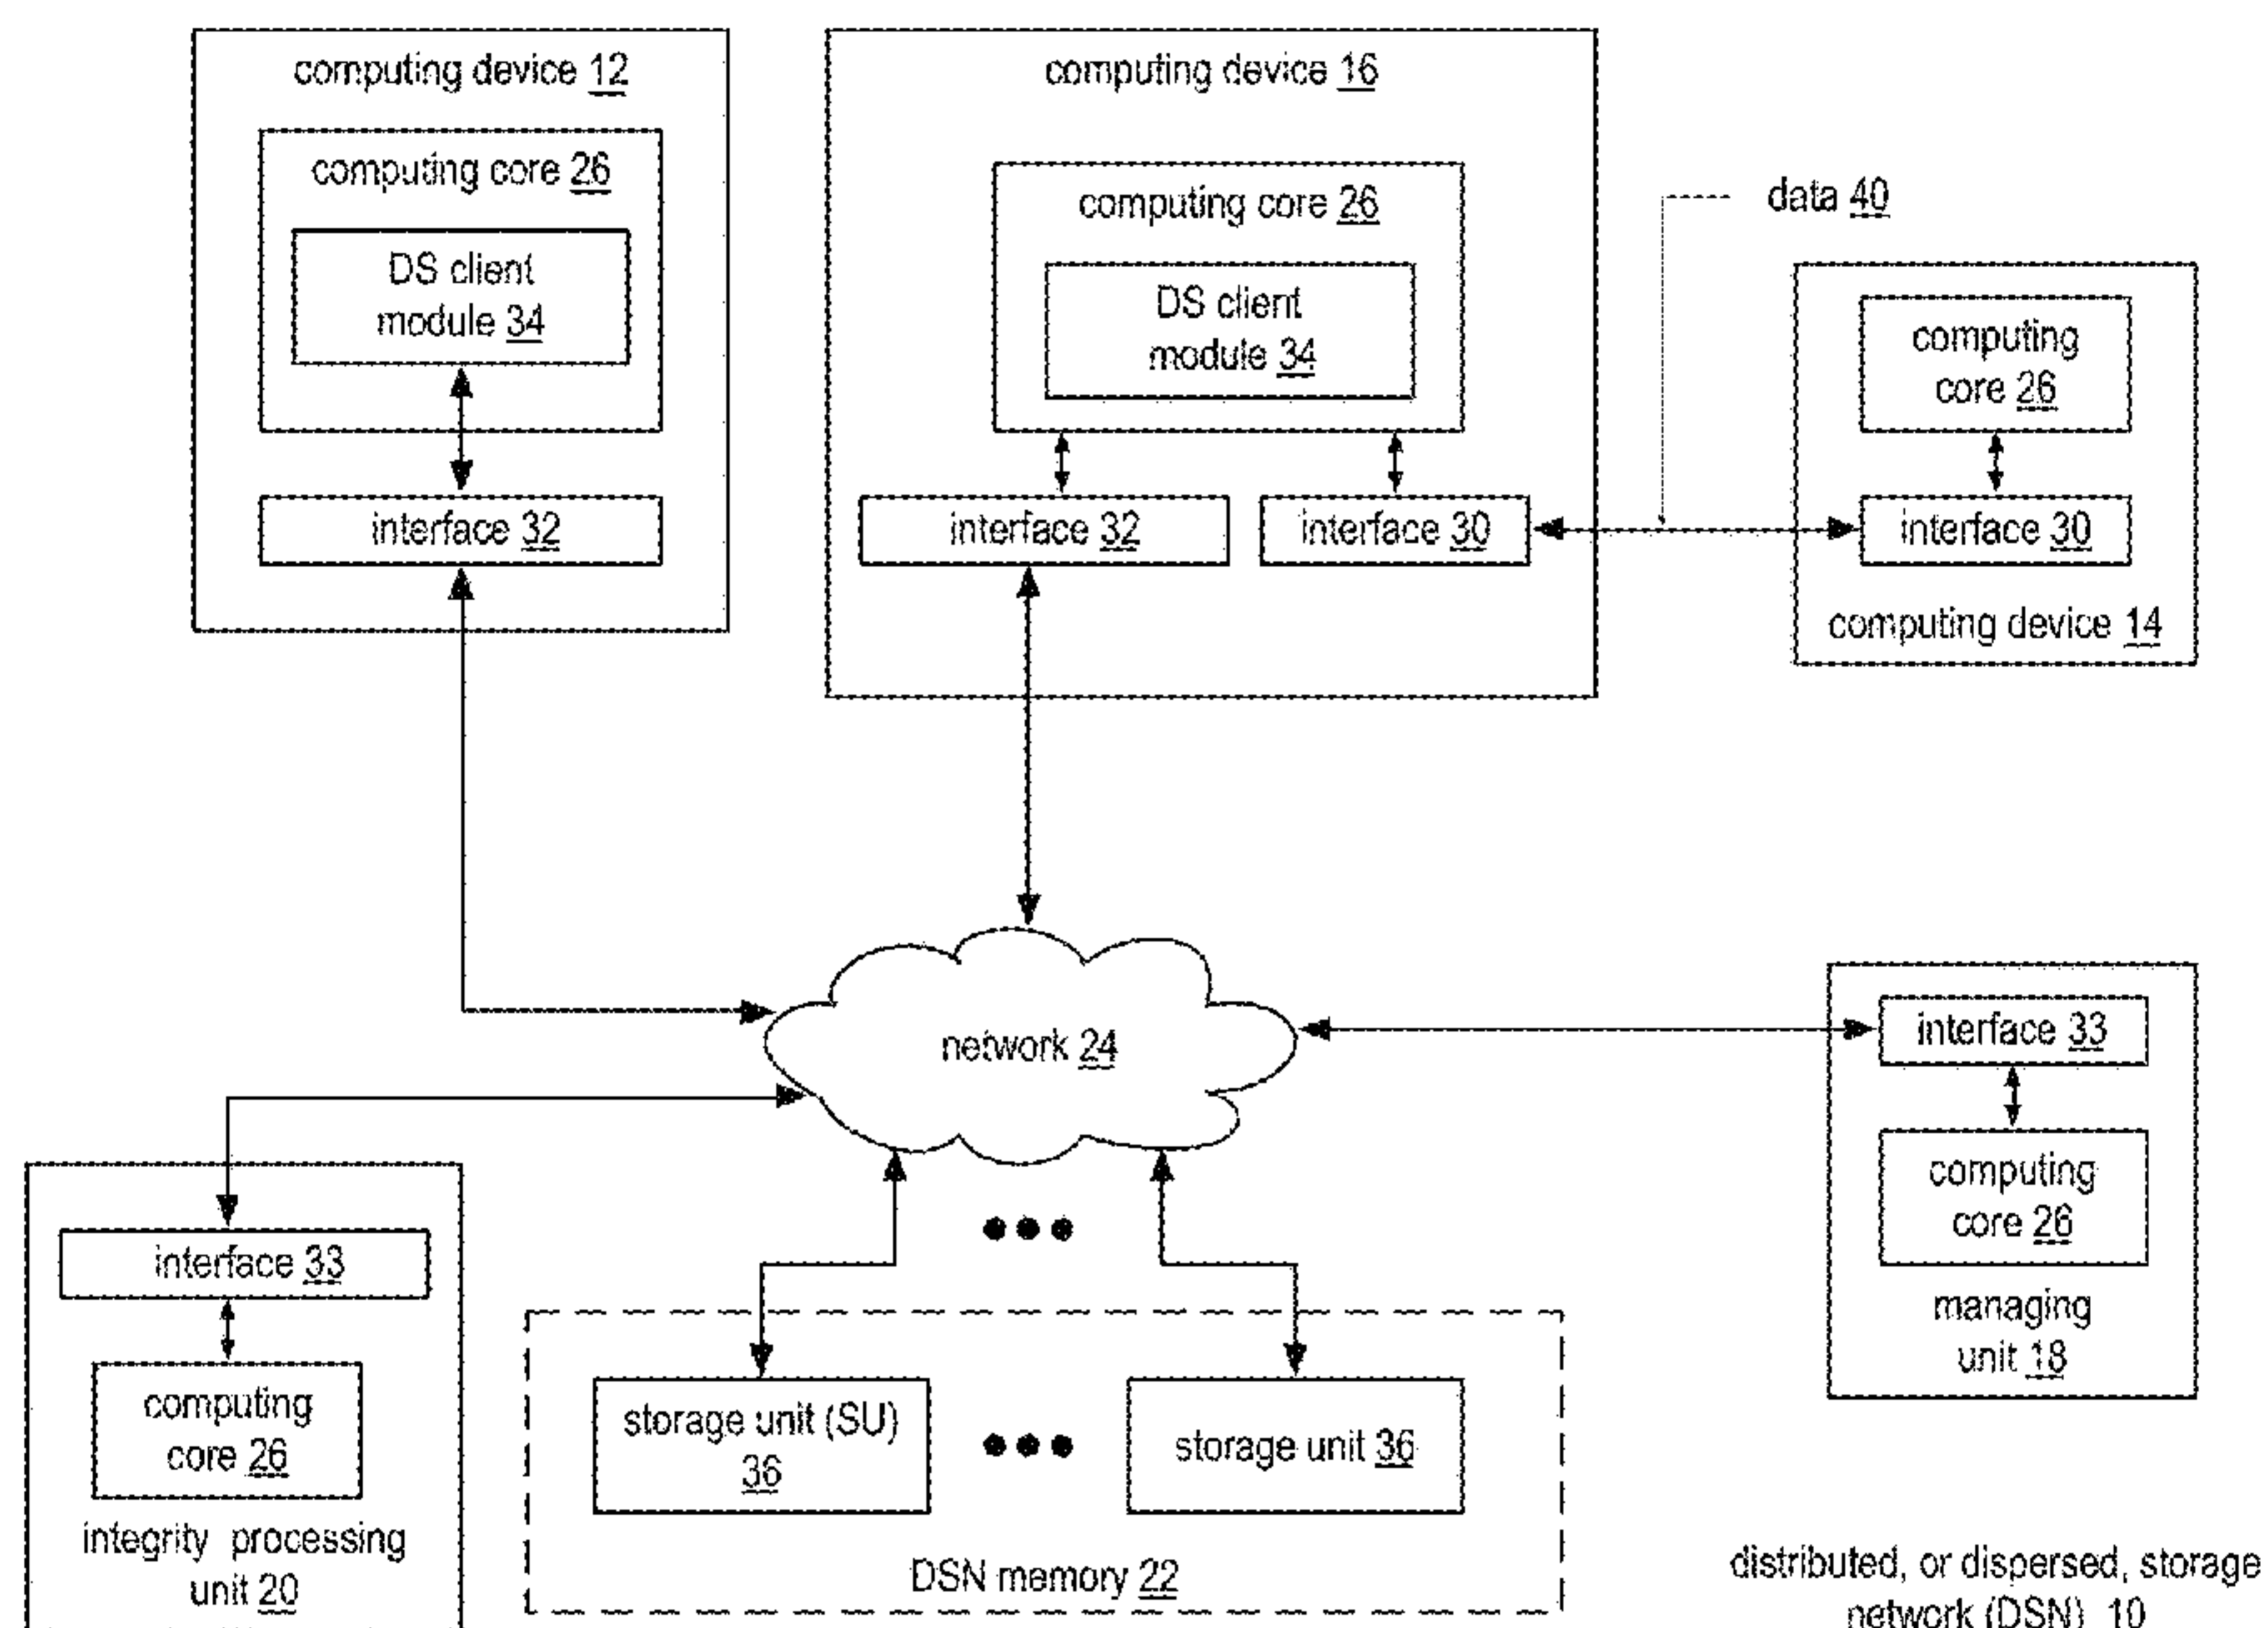 computing device 12
computing core 26
DS client
module 34
interface 32
computing device 16
computing core 26
DS client
module 34
interface 32
interface 30
data 40
computing
core 26
interface 30
computing device 14
network 24
interface 33
computing
core 26
managing
unit 18
interface 33
computing
core 26
integrity processing
unit 20
storage unit (SU)
36
storage unit 36
DSN memory 22
distributed, or dispersed, storage
network (DSN) 10